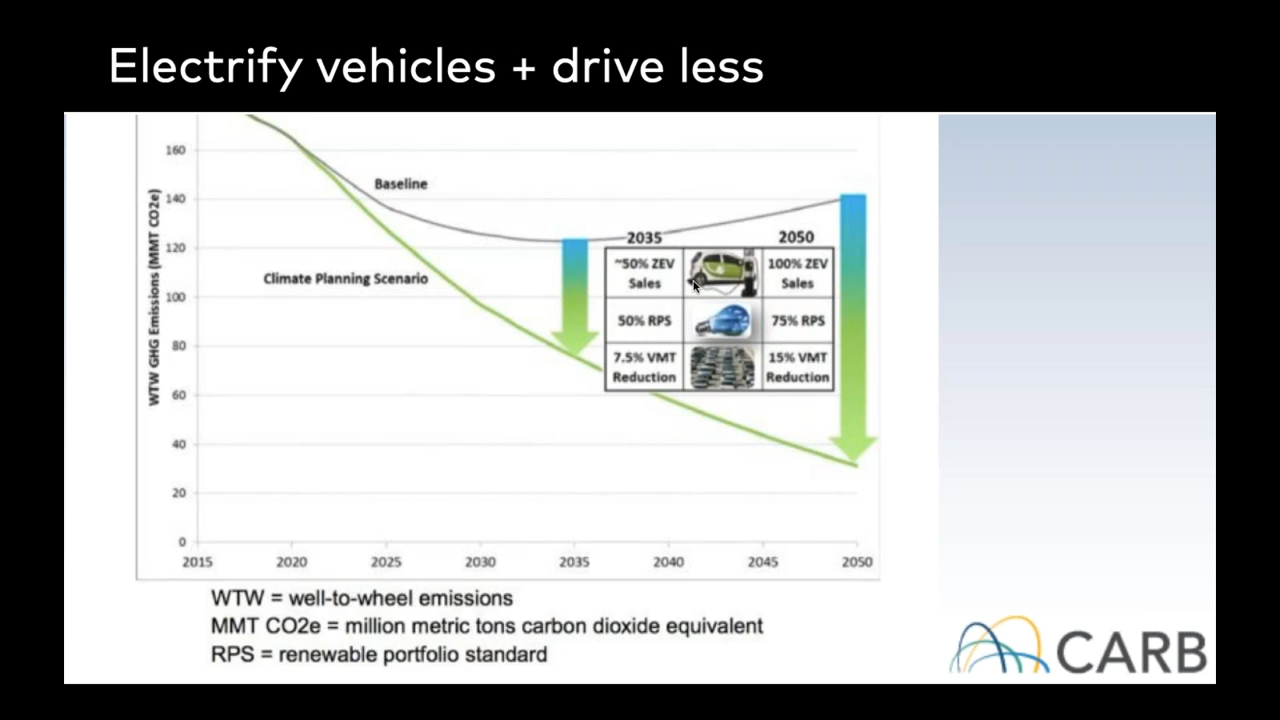 Electrify vehicles + drive less
160
140
120
100
80
60
40
20
0
WTW GHG Emissions (MMT CO2e)
Baseline
Climate Planning Scenario
2035
2050
~50% ZEV
Sales
100% ZEV
Sales
50% RPS
75% RPS
7.5% VMT
Reduction
15% VMT
Reduction
2015 2020 2025 2030 2035 2040 2045 2050
WTW = well-to-wheel emissions
MMT CO2e = million metric tons carbon dioxide equivalent
RPS = renewable portfolio standard
CARB